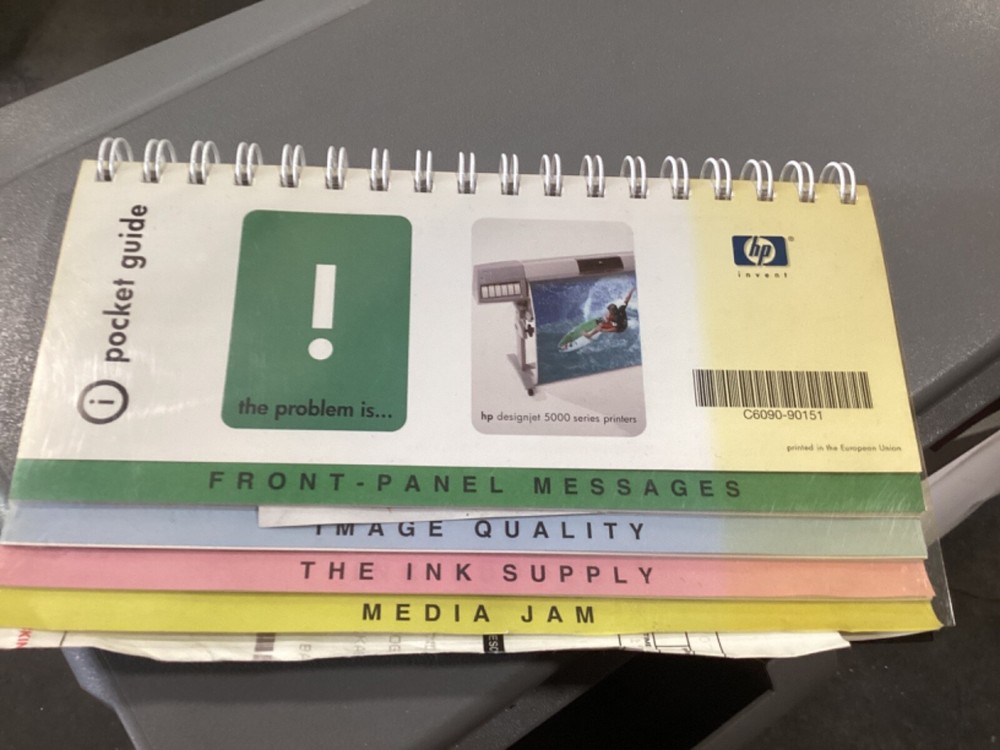 pocket guide
i
!
the problem is...
hp designjet 5000 series printers
hp
®
invent
C6090-90151
printed in the European Union
FRONT-PANEL MESSAGES
IMAGE QUALITY
THE INK SUPPLY
MEDIA JAM